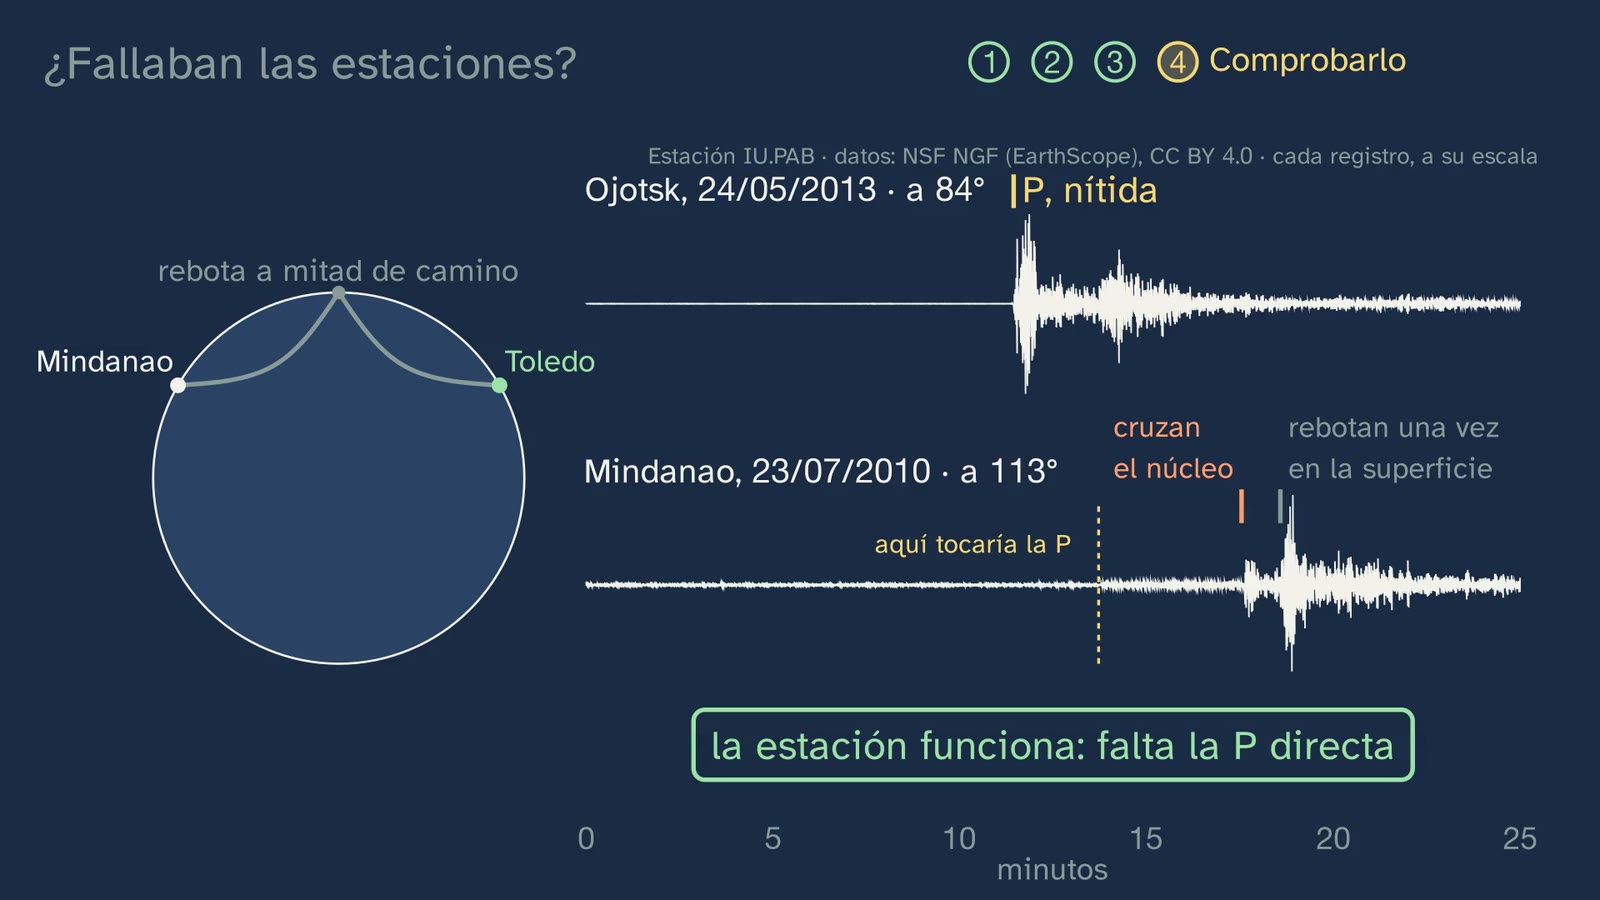 ¿Fallaban las estaciones?
1 2 3 4 Comprobarlo
Estación IU.PAB · datos: NSF NGF (EarthScope), CC BY 4.0 · cada registro, a su escala
Ojotsk, 24/05/2013 · a 84° P, nítida
rebota a mitad de camino
Mindanao
Toledo
Mindanao, 23/07/2010 · a 113°
cruzan
el núcleo
rebotan una vez
en la superficie
aquí tocaría la P
la estación funciona: falta la P directa
0 5 10 15 20 25
minutos